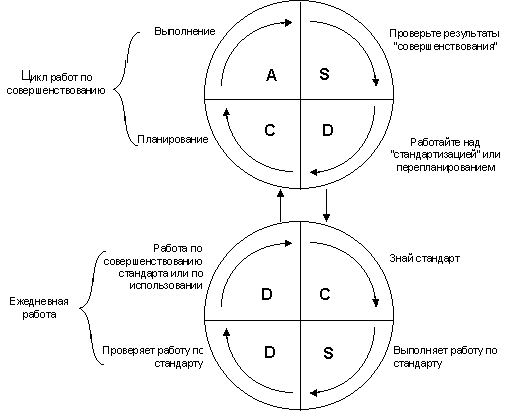 Выполнение
Проверьте результаты
"совершенствования"
Цикл работ по
совершенствованию
A
S
C
D
Планирование
Работайте над
"стандартизацией" или
перепланированием
Работа по
совершенствованию
стандарта или по
использовании
Знай стандарт
Ежедневная
работа
D
C
D
S
Проверяет работу по
стандарту
Выполняет работу по
стандарту